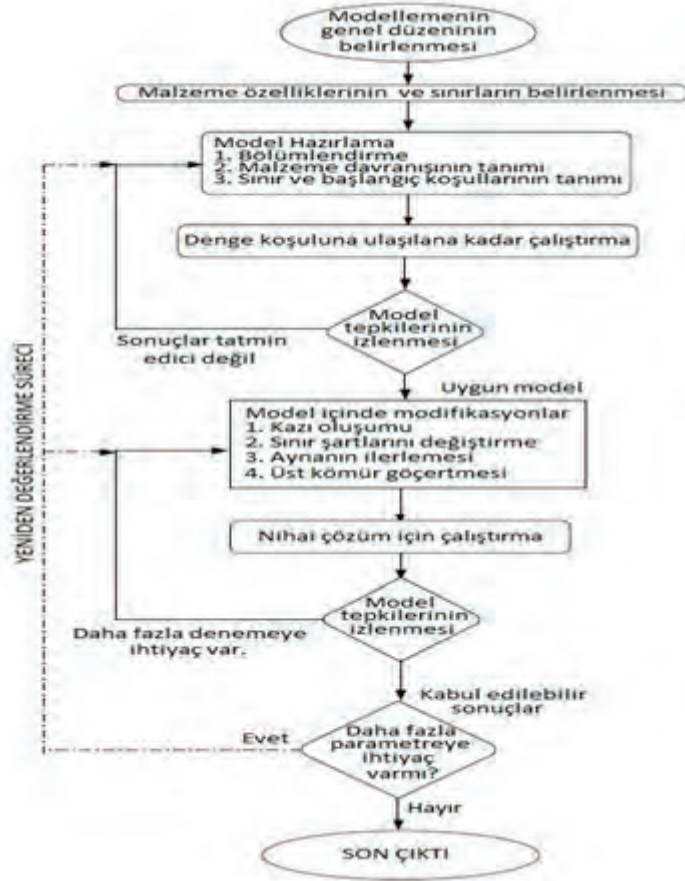 Modellemenin
genel düzeninin
belirlenmesi
Malzeme özelliklerinin ve sınırların belirlenmesi
Model Hazırlama
1. Bölümlendirme
2. Malzeme davranışının tanımı
3. Sınır ve başlangıç koşullarının tanımı
Denge koşuluna ulaşılana kadar çalıştırma
Model
tepkilerinin
izlenmesi
Sonuçlar tatmin
edici değil
Uygun model
Model içinde modifikasyonlar
1. Kazı oluşumu
2. Sınır şartlarını değiştirme
3. Aynanın ilerlemesi
4. Üst kömür göçertmesi
Nihai çözüm için çalıştırma
Model
tepkilerinin
izlenmesi
Daha fazla denemeye
ihtiyaç var.
Kabul edilebilir
sonuçlar
Daha fazla
parametreye
ihtiyaç
varmı?
Evet
Hayır
SON ÇIKTI
YENİDEN DEĞERLENDİRME SÜRECİ